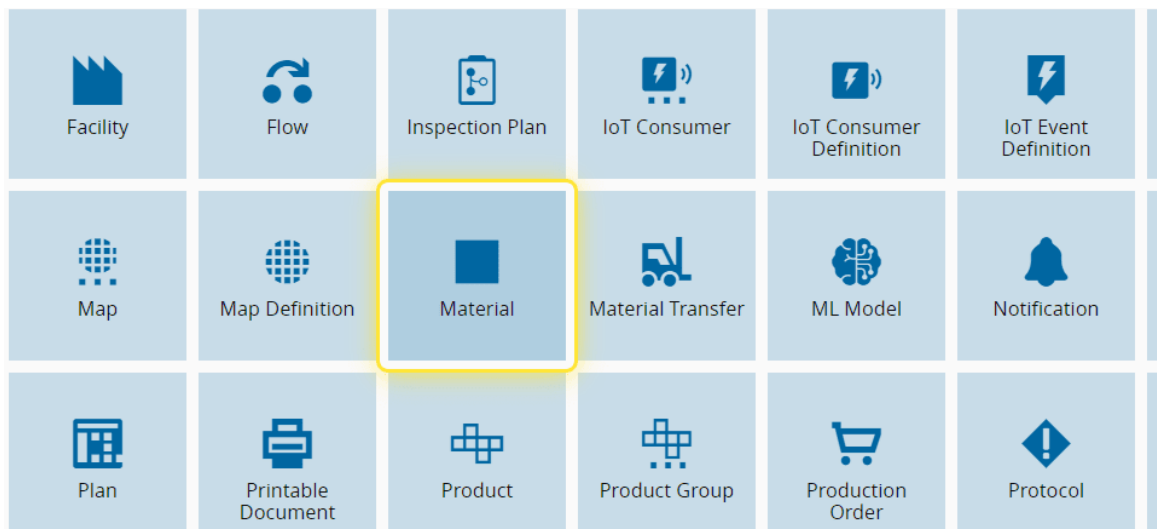 Facility
Flow
Inspection Plan
IoT Consumer
IoT Consumer
Definition
IoT Event
Definition
Map
Map Definition
Material
Material Transfer
ML Model
Notification
Plan
Printable
Document
Product
Product Group
Production
Order
Protocol